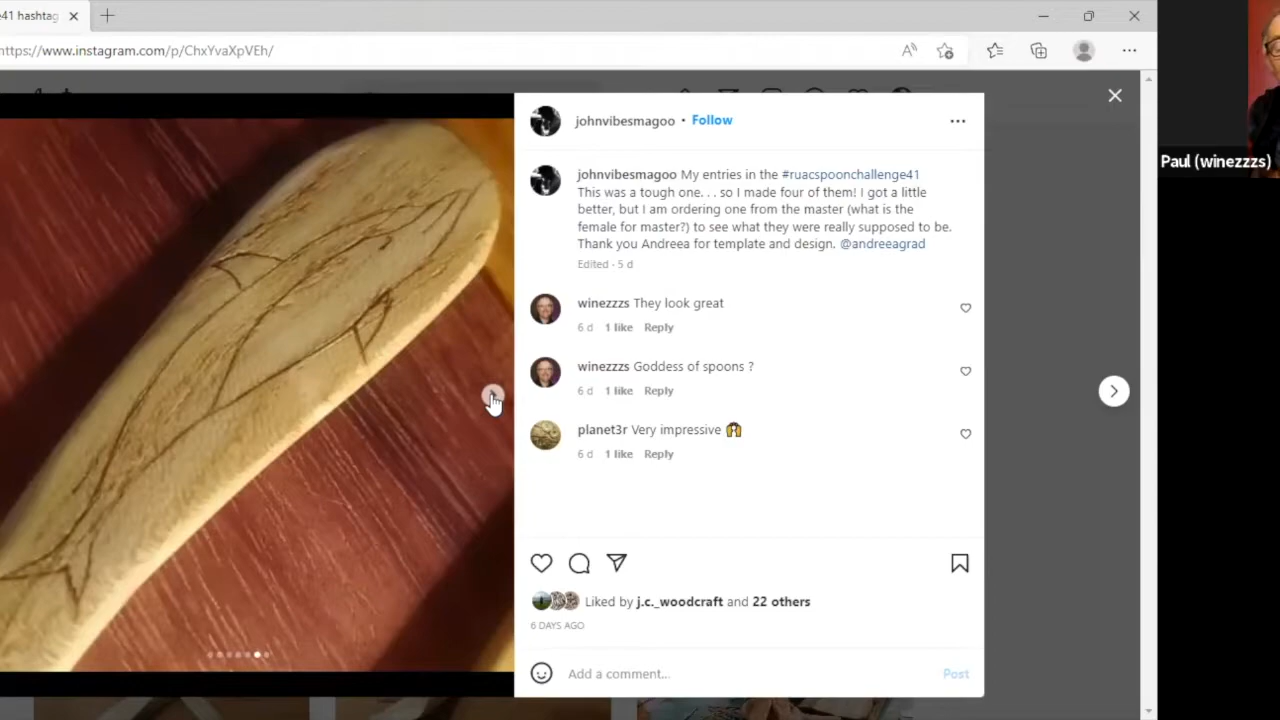 e41 hashtag
https://www.instagram.com/p/ChxYvaXpVEh/
johnvibesmagoo • Follow
johnvibesmagoo My entries in the #ruacspoonchallenge41
This was a tough one. . . so I made four of them! I got a little
better, but I am ordering one from the master (what is the
female for master?) to see what they were really supposed to be.
Thank you Andreea for template and design. @andreeagrad
Edited · 5 d
winezzzs They look great
6 d 1 like Reply
winezzzs Goddess of spoons ?
6 d 1 like Reply
planet3r Very impressive 🙌
6 d 1 like Reply
Liked by j.c._woodcraft and 22 others
6 DAYS AGO
Add a comment... Post
Paul (winezzzs)